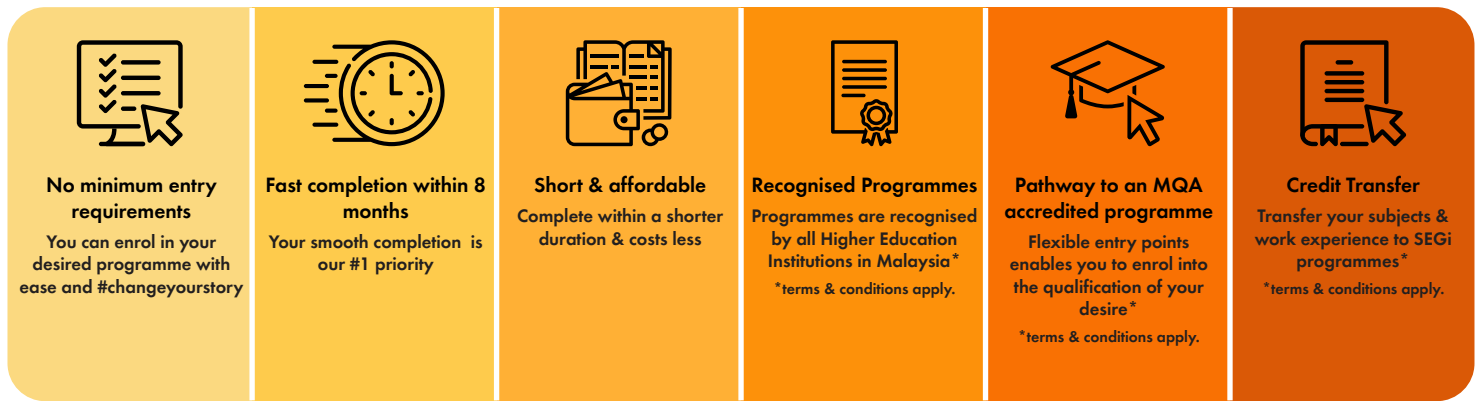 No minimum entry
requirements
You can enrol in your
desired programme with
ease and #changeyourstory
Fast completion within 8
months
Your smooth completion is
our #1 priority
Short & affordable
Complete within a shorter
duration & costs less
Recognised Programmes
Programmes are recognised
by all Higher Education
Institutions in Malaysia*
*terms & conditions apply.
Pathway to an MQA
accredited programme
Flexible entry points
enables you to enrol into
the qualification of your
desire*
*terms & conditions apply.
Credit Transfer
Transfer your subjects &
work experience to SEGi
programmes*
*terms & conditions apply.